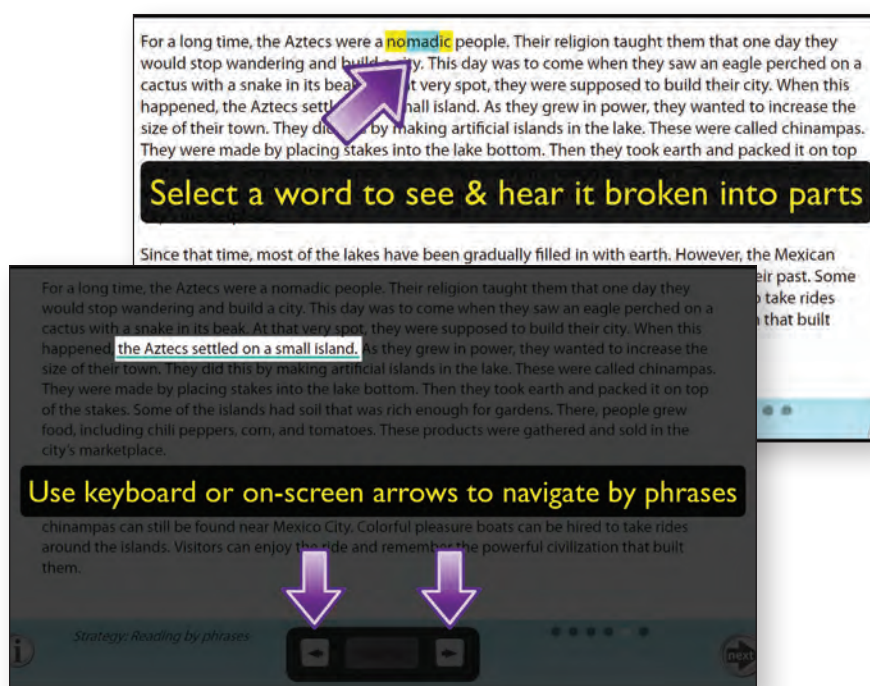 For a long time, the Aztecs were a nomadic people. Their religion taught them that one day they
would stop wandering and build a city. This day was to come when they saw an eagle perched on a
cactus with a snake in its beak. At that very spot, they were supposed to build their city. When this
happened, the Aztecs settled on a small island. As they grew in power, they wanted to increase the
size of their town. They did this by making artificial islands in the lake. These were called chinampas.
They were made by placing stakes into the lake bottom. Then they took earth and packed it on top
Select a word to see & hear it broken into parts
Since that time, most of the lakes have been gradually filled in with earth. However, the Mexican
eir past. Some
take rides
that built
For a long time, the Aztecs were a nomadic people. Their religion taught them that one day they
would stop wandering and build a city. This day was to come when they saw an eagle perched on a
cactus with a snake in its beak. At that very spot, they were supposed to build their city. When this
happened, the Aztecs settled on a small island. As they grew in power, they wanted to increase the
size of their town. They did this by making artificial islands in the lake. These were called chinampas.
They were made by placing stakes into the lake bottom. Then they took earth and packed it on top
of the stakes. Some of the islands had soil that was rich enough for gardens. There, people grew
food, including chili peppers, corn, and tomatoes. These products were gathered and sold in the
city's marketplace.
Use keyboard or on-screen arrows to navigate by phrases
chinampas can still be found near Mexico City. Colorful pleasure boats can be hired to take rides
around the islands. Visitors can enjoy the ride and remember the powerful civilization that built
them.
Strategy: Reading by phrases
i
next